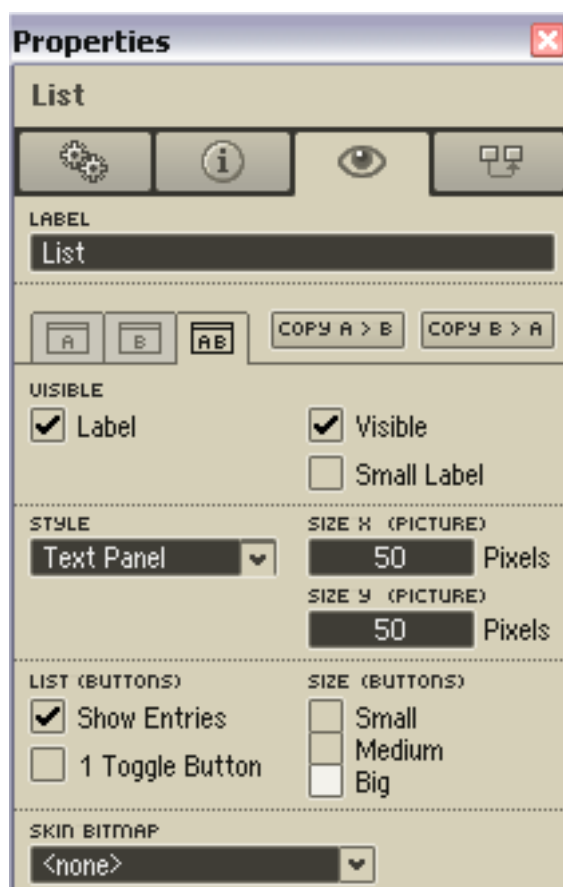 Properties
List
i
LABEL
List
A B AB COPY A > B COPY B > A
VISIBLE
Label Visible
Small Label
STYLE SIZE X (PICTURE)
Text Panel 50 Pixels
SIZE Y (PICTURE)
50 Pixels
LIST (BUTTONS) SIZE (BUTTONS)
Show Entries Small
1 Toggle Button Medium
Big
SKIN BITMAP
<none>